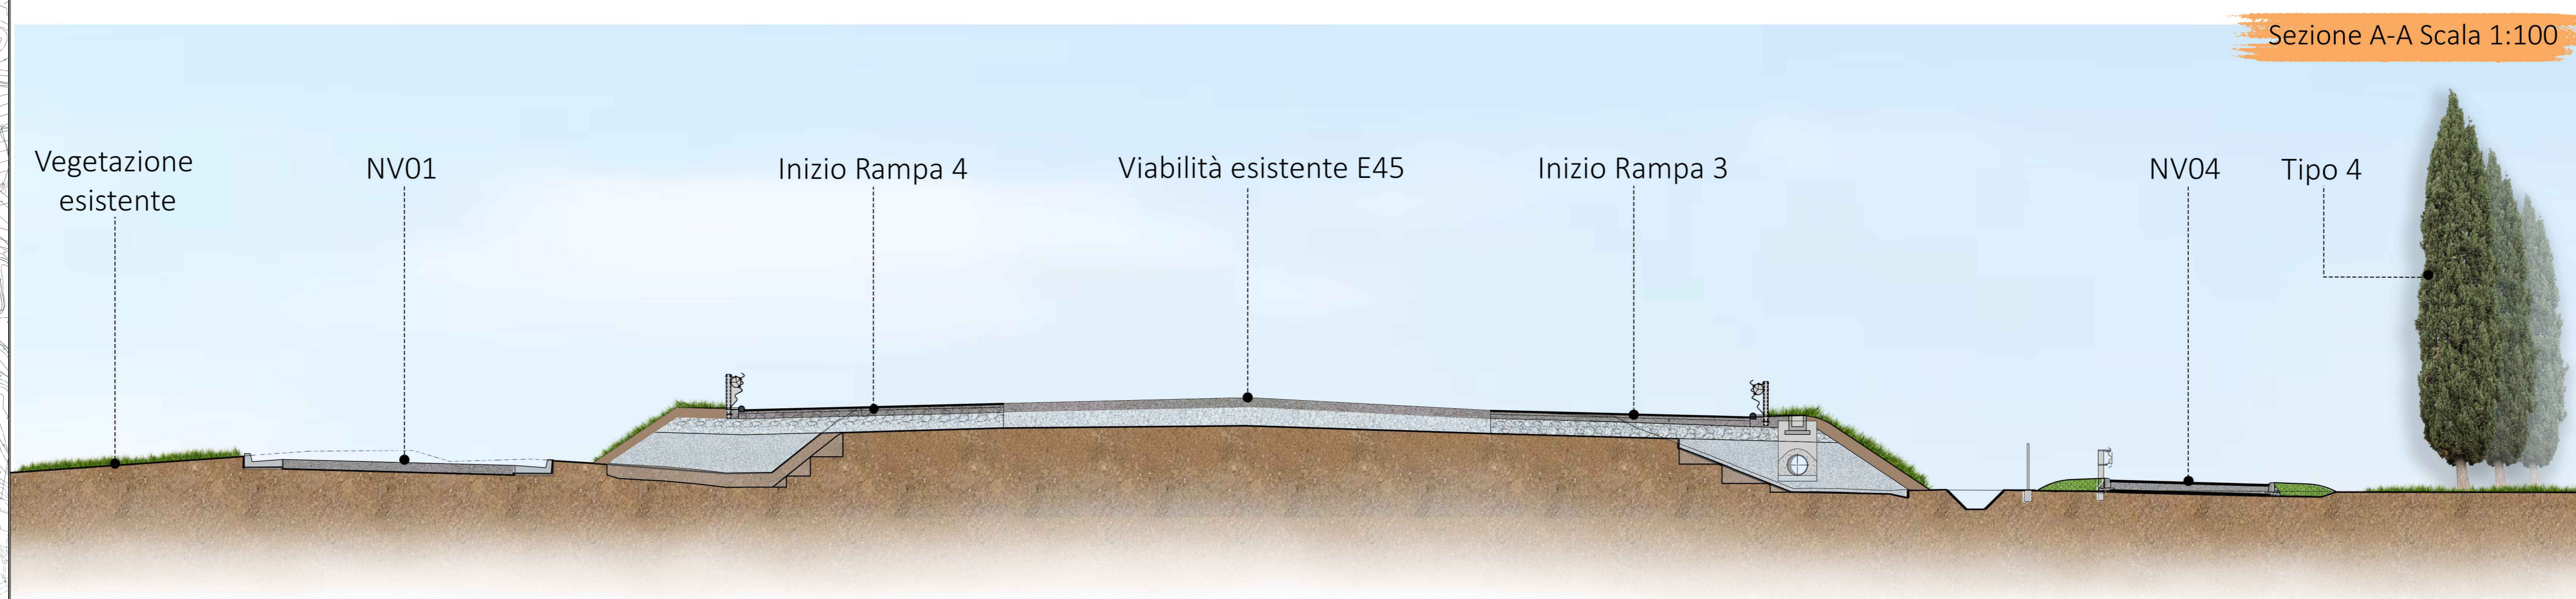 Sezione A-A Scala 1:100
Vegetazione
esistente
NV01
Inizio Rampa 4
Viabilità esistente E45
Inizio Rampa 3
NV04
Tipo 4